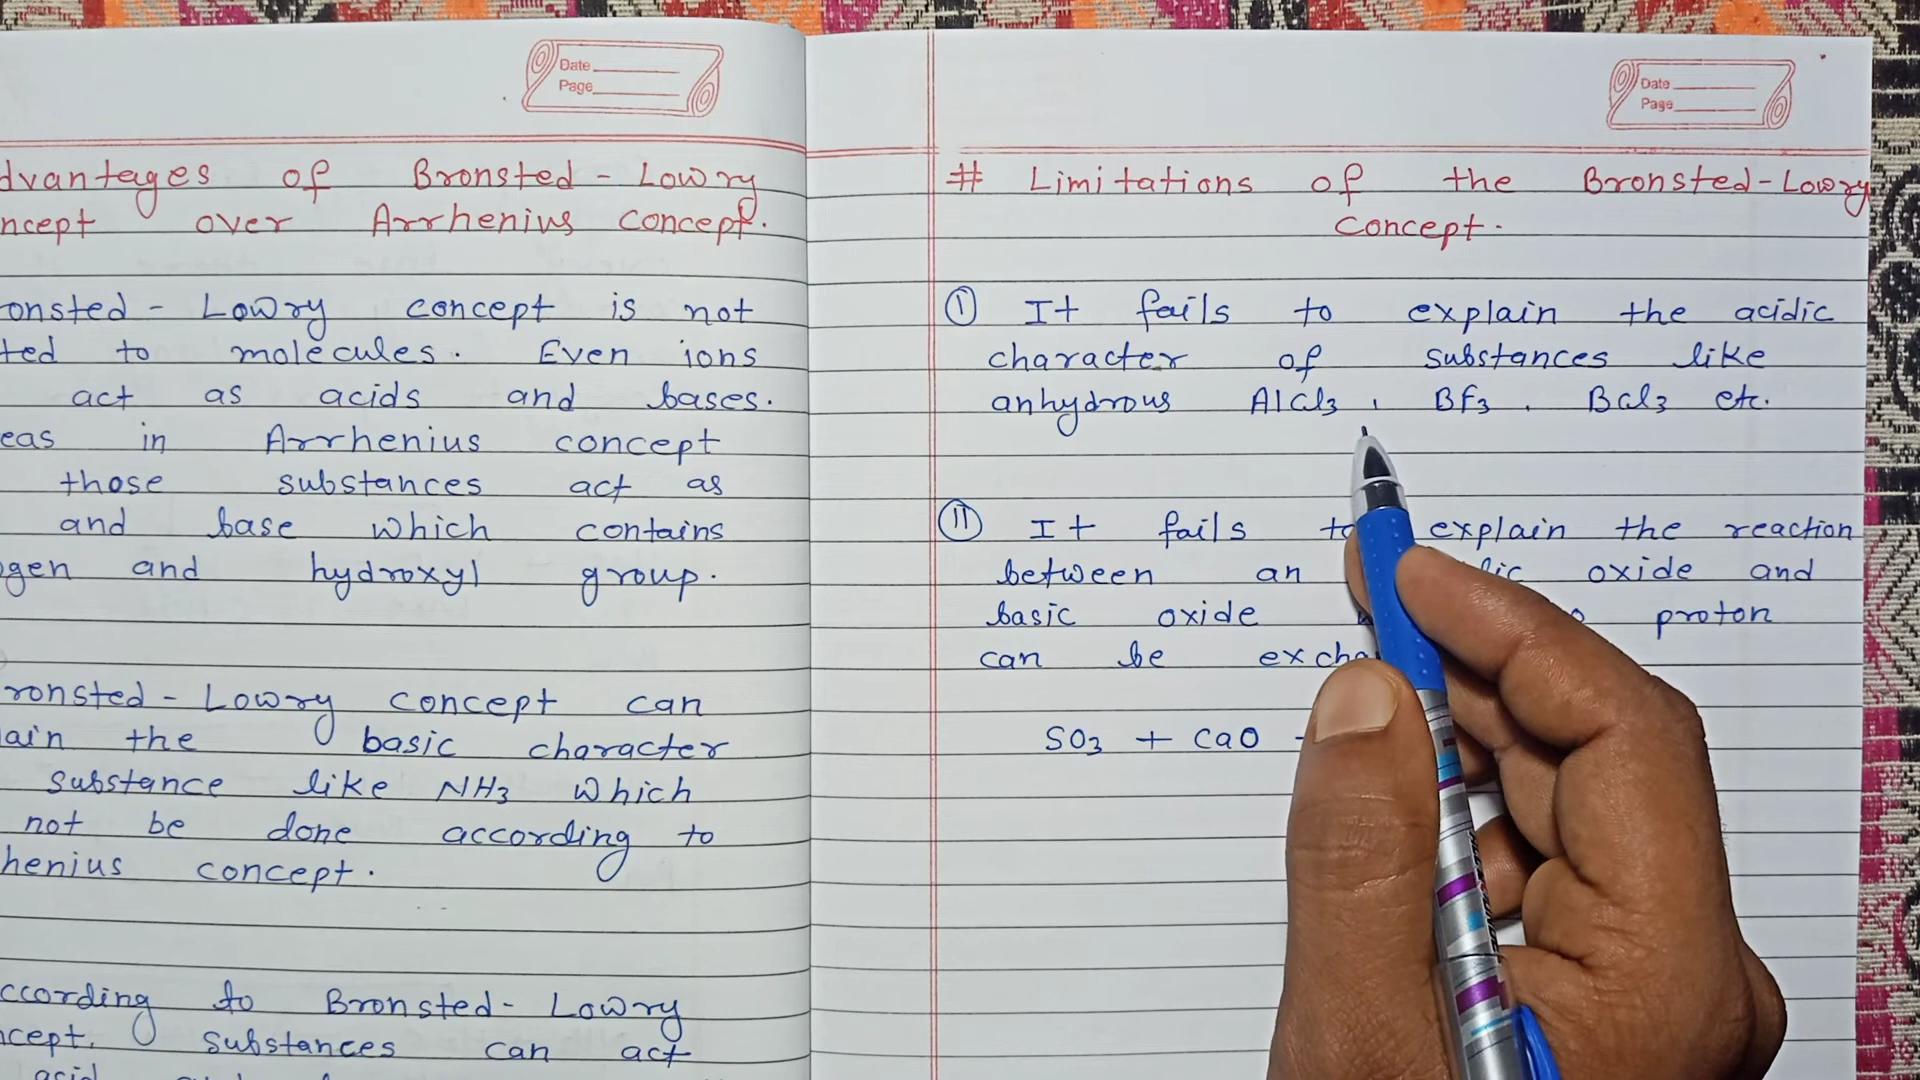 Date
Page
dvantages of Bronsted-Lowry
ncept over Arrhenius concept.
onsted-Lowry concept is not
ted to molecules. Even ions
act as acids and bases.
eas in Arrhenius concept
those substances act as
and base which contains
gen and hydroxyl group.
ronsted-Lowry concept can
ain the basic character
substance like NH3 which
not be done according to
henius concept.
ccording to Bronsted-Lowry
ncept, substances can act
acid
Date
Page
# Limitations of the Bronsted-Lowry
Concept.
I It fails to explain the acidic
character of substances like
anhydrous AlCl3, BF3, BCl3 etc.
II It fails to explain the reaction
between an oxide and
basic oxide proton
can be
SO3 + CaO